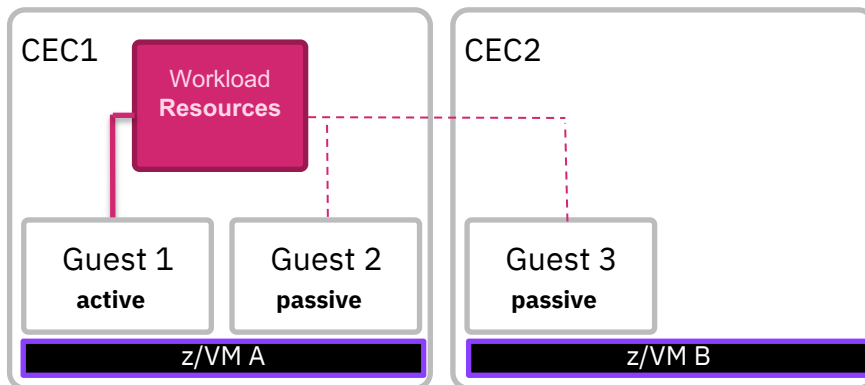 CEC1
Workload
Resources
CEC2
Guest 1
active
Guest 2
passive
Guest 3
passive
z/VM A
z/VM B